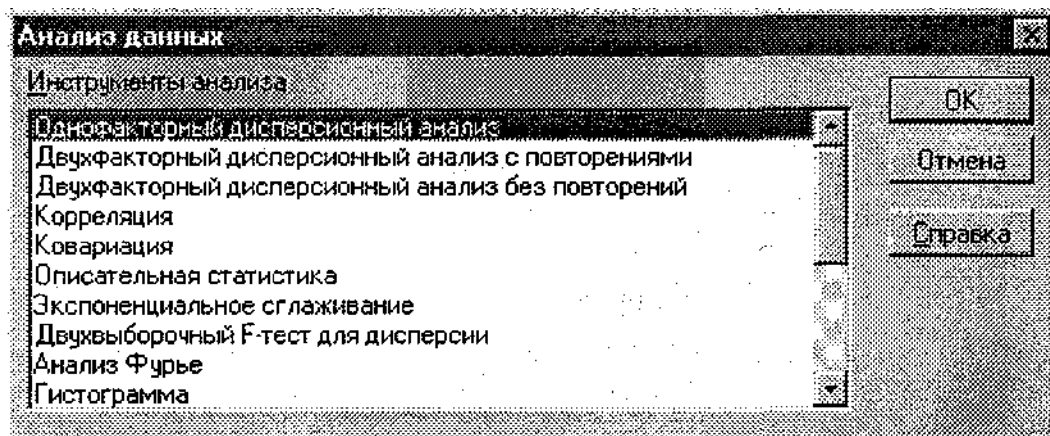 Анализ данных
Инструменты анализа
OK
Однофакторный дисперсионный анализ
Двухфакторный дисперсионный анализ с повторениями
Отмена
Двухфакторный дисперсионный анализ без повторений
Корреляция
Справка
Ковариация
Описательная статистика
Экспоненциальное сглаживание
Двухвыборочный F-тест для дисперсии
Анализ Фурье
Гистограмма